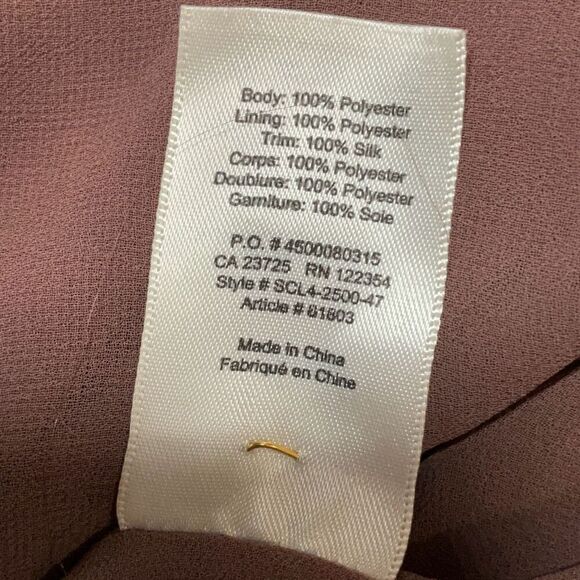 Body: 100% Polyester
Lining: 100% Polyester
Trim: 100% Silk
Corps: 100% Polyester
Doublure: 100% Polyester
Garniture: 100% Soie
P.O. # 4500080315
CA 23725 RN 122354
Style # SCL4-2500-47
Article # 61803
Made in China
Fabriqué en Chine